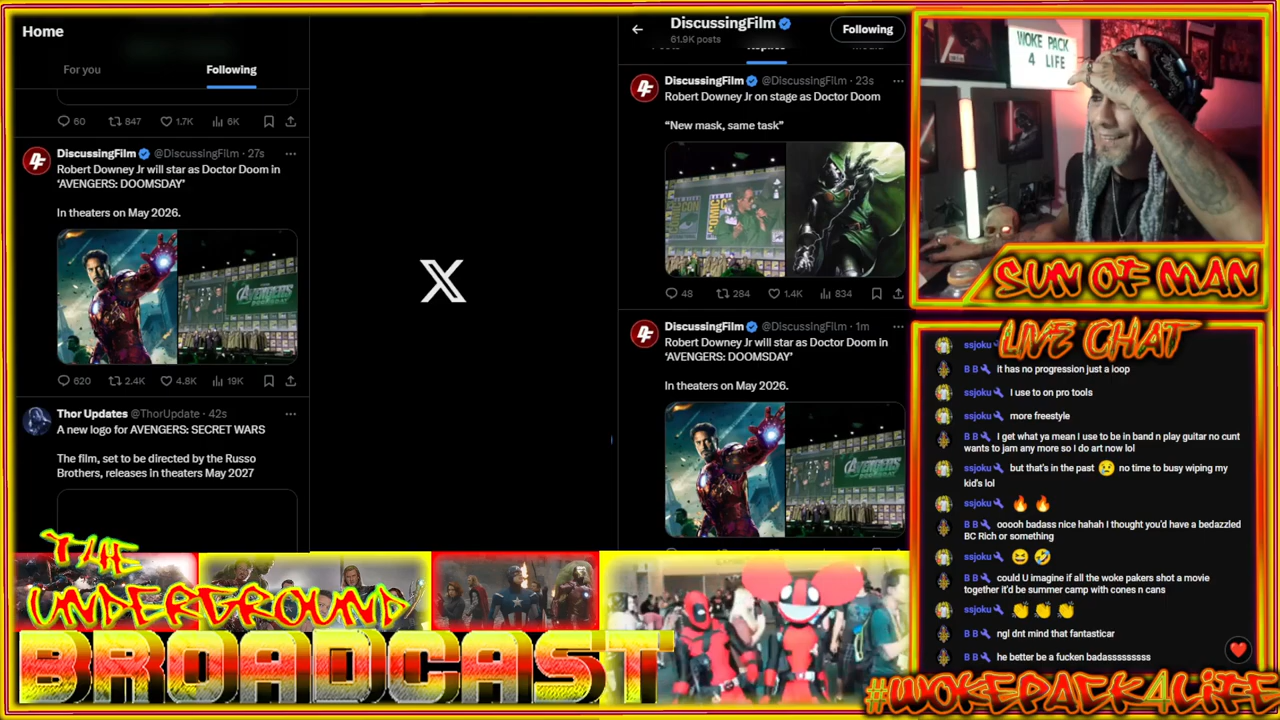 Home
For you
Following
60
847
1.7K
6K
DiscussingFilm @DiscussingFilm · 27s
Robert Downey Jr will star as Doctor Doom in
‘AVENGERS: DOOMSDAY’
In theaters on May 2026.
AVENGERS
620
2.4K
4.8K
19K
Thor Updates @ThorUpdate · 42s
A new logo for AVENGERS: SECRET WARS
The film, set to be directed by the Russo
Brothers, releases in theaters May 2027
DiscussingFilm
61.9K posts
Following
Replies
DiscussingFilm @DiscussingFilm · 23s
Robert Downey Jr on stage as Doctor Doom
“New mask, same task”
COMIC CON
48
284
1.4K
834
DiscussingFilm @DiscussingFilm · 1m
Robert Downey Jr will star as Doctor Doom in
‘AVENGERS: DOOMSDAY’
In theaters on May 2026.
AVENGERS
WOKE PACK
4 LIFE
SUN OF MAN
LIVE CHAT
ssjoku
B B it has no progression just a loop
ssjoku I use to on pro tools
ssjoku more freestyle
B B I get what ya mean I use to be in band n play guitar no cunt
wants to jam any more so I do art now lol
ssjoku but that's in the past 😢 no time to busy wiping my
kid's lol
ssjoku 🔥 🔥
B B ooooh badass nice hahah I thought you'd have a bedazzled
BC Rich or something
ssjoku 😆 🤣
B B could U imagine if all the woke pakers shot a movie
together it'd be summer camp with cones n cans
ssjoku 👏 👏 👏
B B ngl dnt mind that fantasticar
B B he better be a fucken badasssssssss
THE
UNDERGROUND
BROADCAST
#WOKEPACK4LIFE